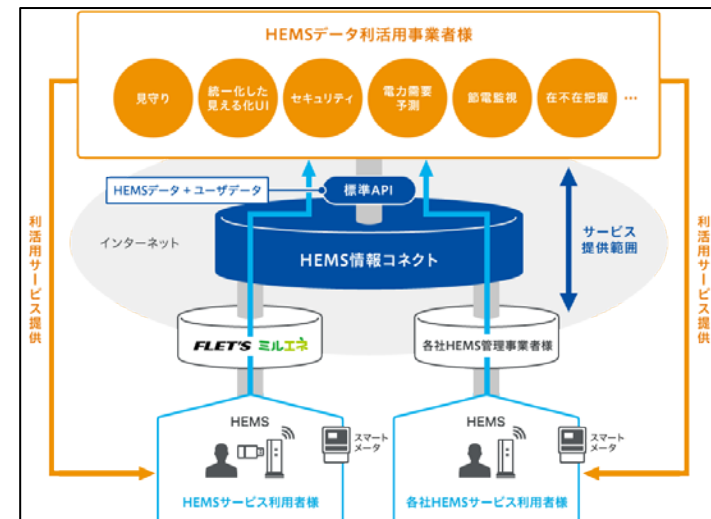 HEMSデータ利活用事業者様
見守り
統一化した
見える化UI
セキュリティ
電力需要
予測
節電監視
在不在把握
…
HEMSデータ + ユーザデータ
標準API
インターネット
HEMS情報コネクト
サービス
提供範囲
利活用サービス提供
利活用サービス提供
FLET'S ミルエネ
各社HEMS管理事業者様
HEMS
スマート
メータ
HEMSサービス利用者様
HEMS
スマート
メータ
各社HEMSサービス利用者様